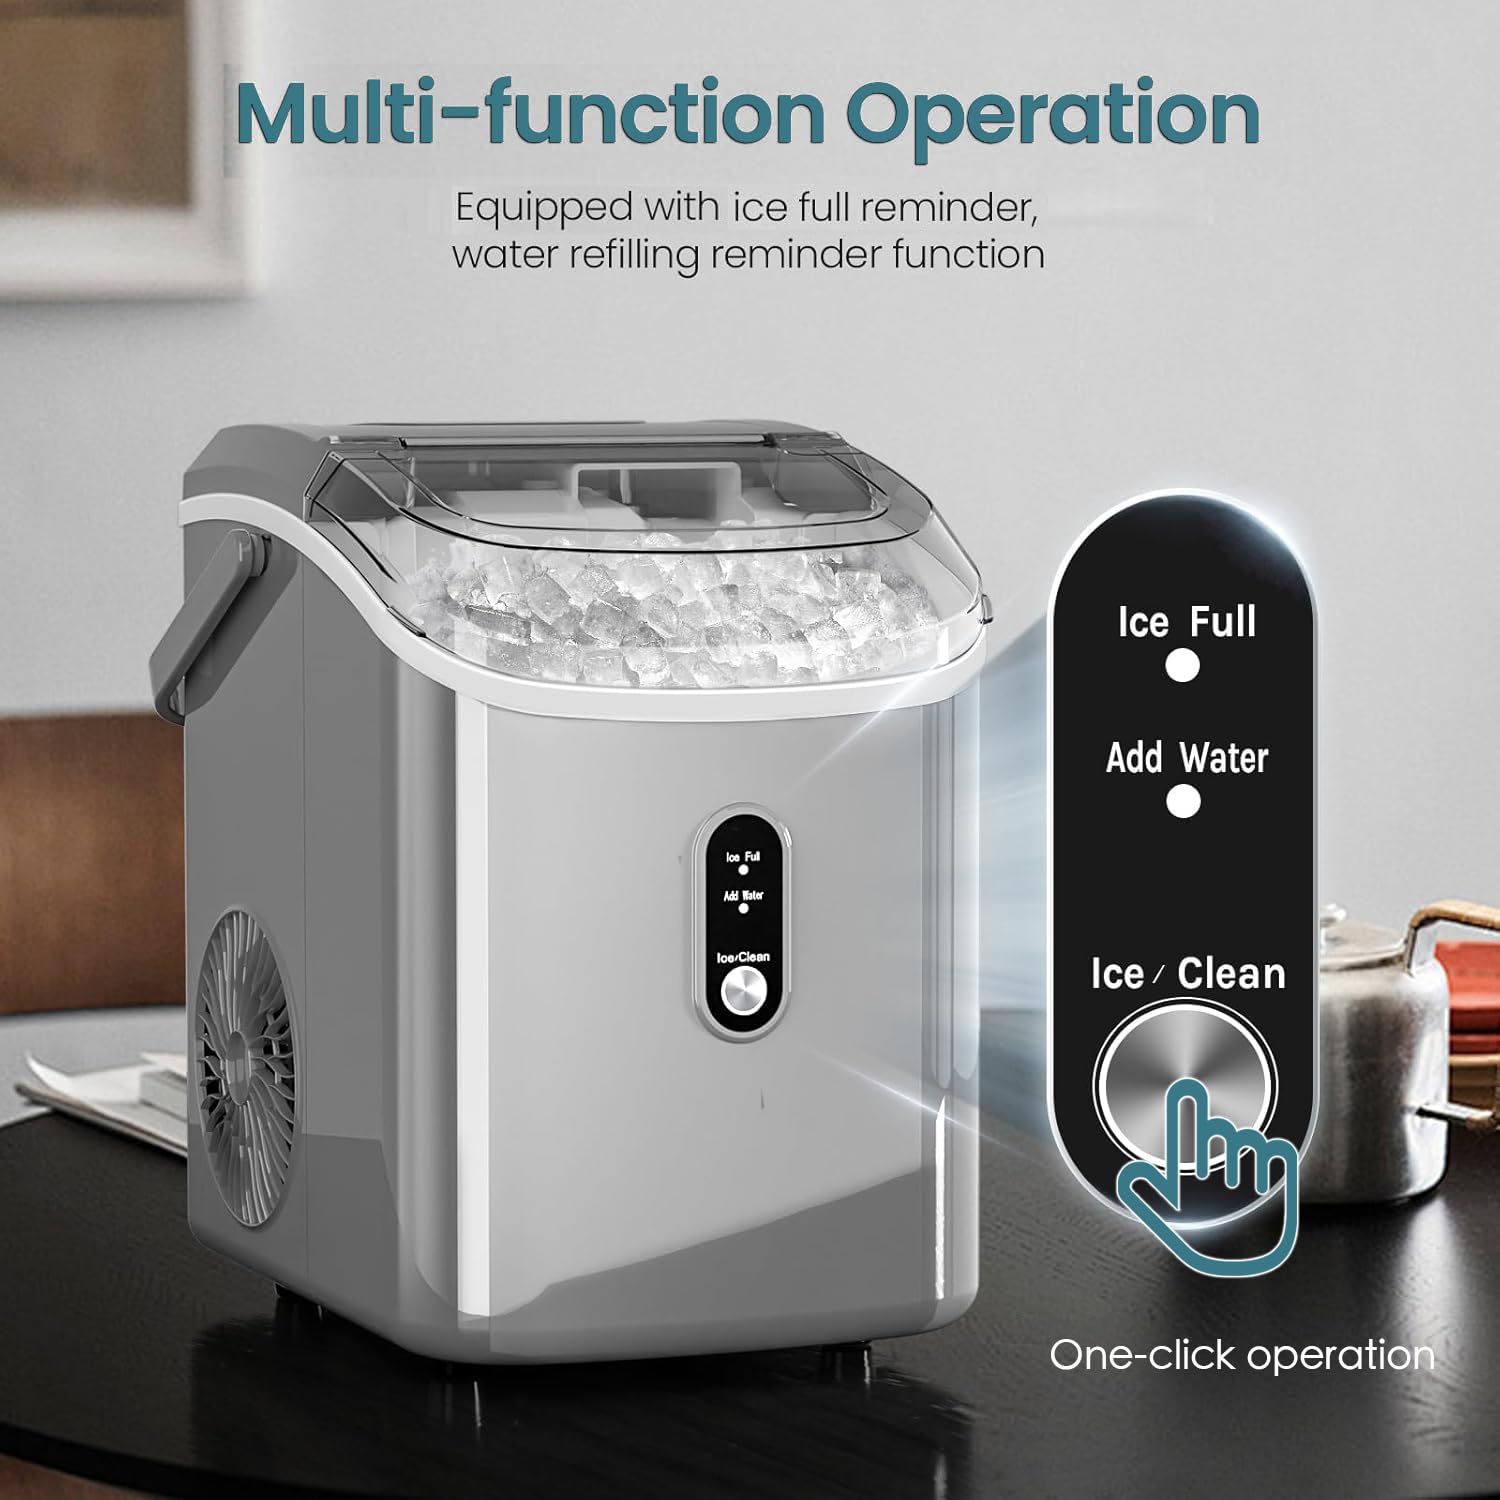 Multi-function Operation
Equipped with ice full reminder,
water refilling reminder function
Ice Full
Add Water
Ice/Clean
Ice Full
Add Water
Ice / Clean
One-click operation